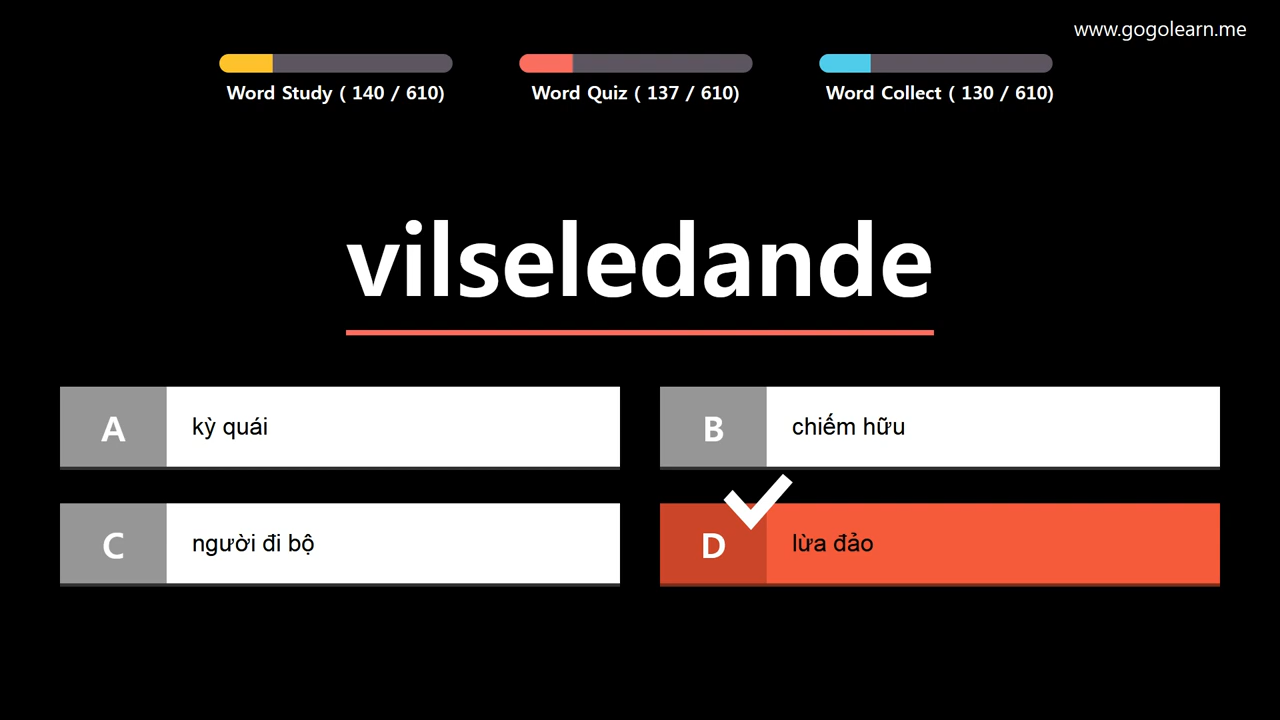 www.gogolearn.me
Word Study ( 140 / 610)
Word Quiz ( 137 / 610)
Word Collect ( 130 / 610)
vilseledande
A kỳ quái
B chiếm hữu
C người đi bộ
D lừa đảo